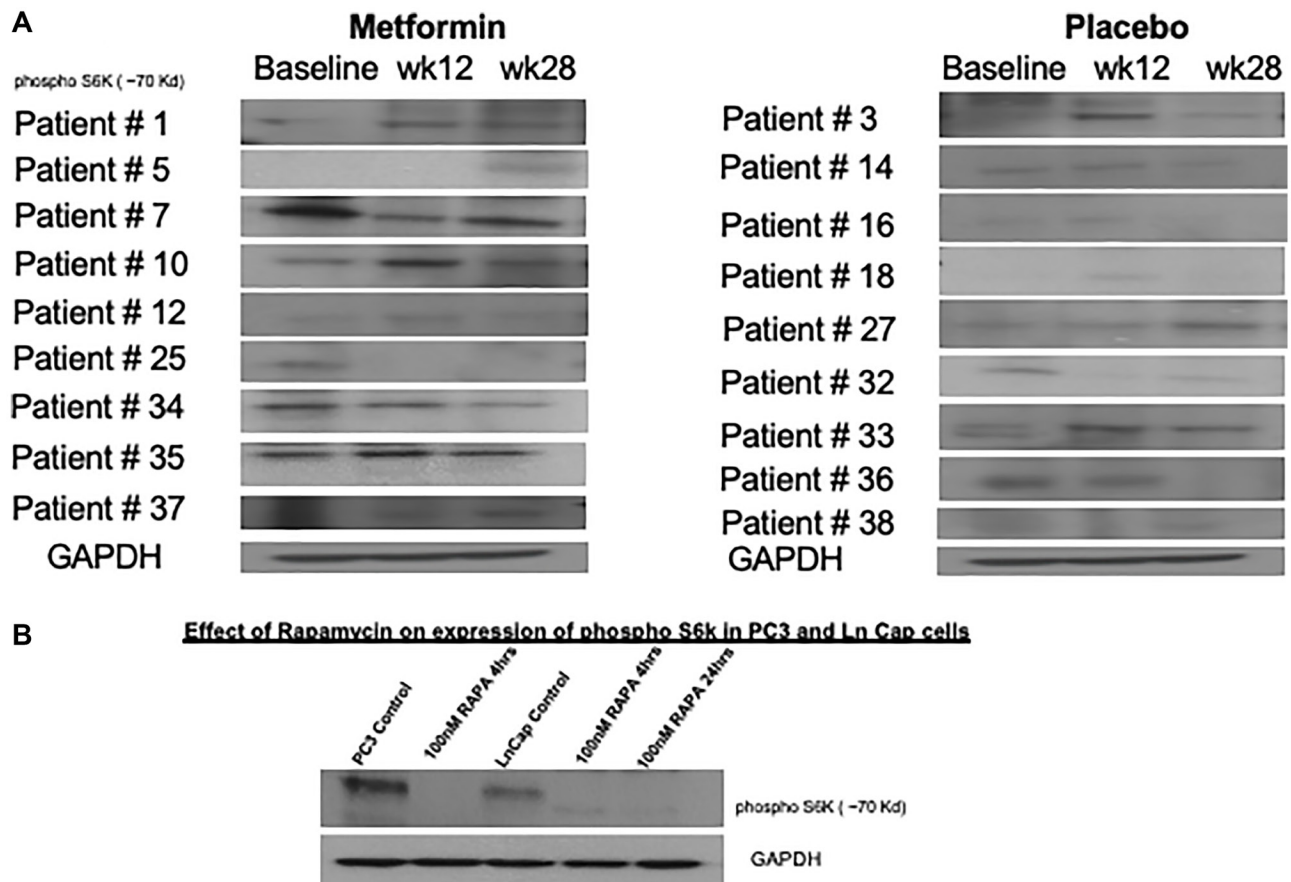 A
Metformin
Baseline wk12 wk28
phospho S6K ( ~70 Kd)
Patient # 1
Patient # 5
Patient # 7
Patient # 10
Patient # 12
Patient # 25
Patient # 34
Patient # 35
Patient # 37
GAPDH
Placebo
Baseline wk12 wk28
Patient # 3
Patient # 14
Patient # 16
Patient # 18
Patient # 27
Patient # 32
Patient # 33
Patient # 36
Patient # 38
GAPDH
B
Effect of Rapamycin on expression of phospho S6k in PC3 and Ln Cap cells
PC3 Control
100nM RAPA 4hrs
LnCap Control
100nM RAPA 4hrs
100nM RAPA 24hrs
phospho S6K ( ~70 Kd)
GAPDH